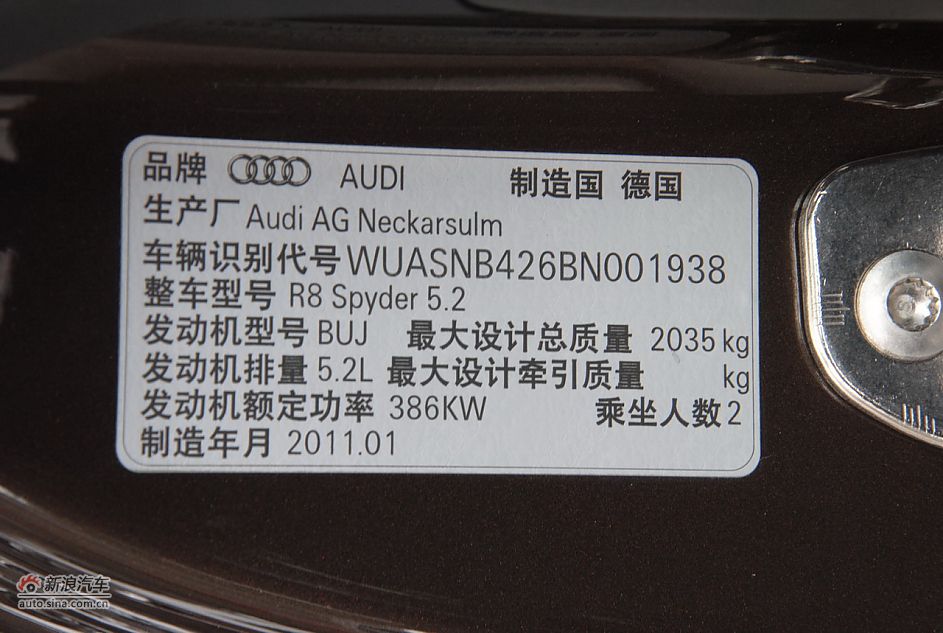 品牌 AUDI 制造国 德国
生产厂 Audi AG Neckarsulm
车辆识别代号 WUASNB426BN001938
整车型号 R8 Spyder 5.2
发动机型号 BUJ 最大设计总质量 2035 kg
发动机排量 5.2L 最大设计牵引质量 kg
发动机额定功率 386KW 乘坐人数 2
制造年月 2011.01
新浪汽车
auto.sina.com.cn